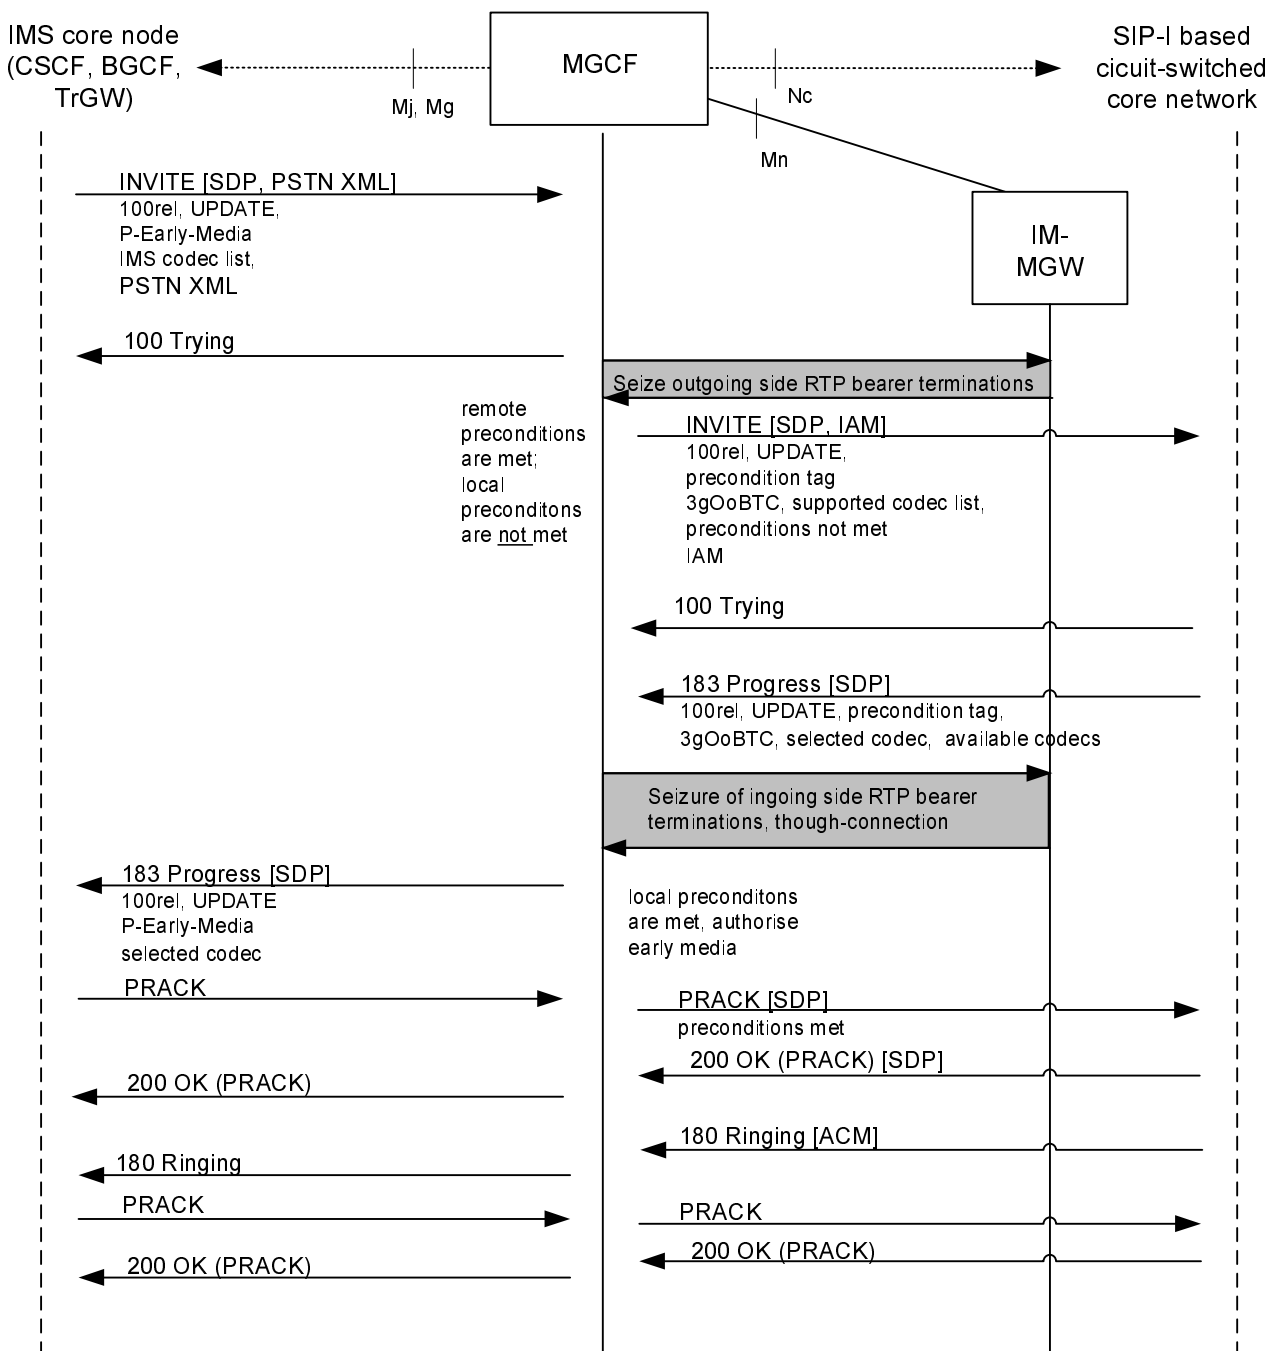 IMS core node
(CSCF, BGCF,
TrGW)
MGCF
SIP-I based
cicuit-switched
core network
Mj, Mg
Nc
Mn
IM-
MGW
INVITE [SDP, PSTN XML]
100rel, UPDATE,
P-Early-Media
IMS codec list,
PSTN XML
100 Trying
Seize outgoing side RTP bearer terminations
remote
preconditions
are met;
local
preconditons
are not met
INVITE [SDP, IAM]
100rel, UPDATE,
precondition tag
3gOoBTC, supported codec list,
preconditions not met
IAM
100 Trying
183 Progress [SDP]
100rel, UPDATE, precondition tag,
3gOoBTC, selected codec, available codecs
Seizure of ingoing side RTP bearer
terminations, though-connection
183 Progress [SDP]
100rel, UPDATE
P-Early-Media
selected codec
local preconditons
are met, authorise
early media
PRACK
PRACK [SDP]
preconditions met
200 OK (PRACK) [SDP]
200 OK (PRACK)
180 Ringing [ACM]
180 Ringing
PRACK
PRACK
200 OK (PRACK)
200 OK (PRACK)